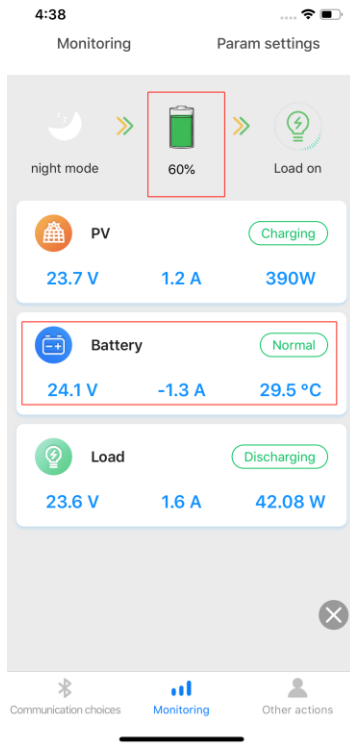 4:38
Monitoring Param settings
night mode 60% Load on
PV Charging
23.7 V 1.2 A 390W
Battery Normal
24.1 V -1.3 A 29.5 °C
Load Discharging
23.6 V 1.6 A 42.08 W
Communication choices Monitoring Other actions